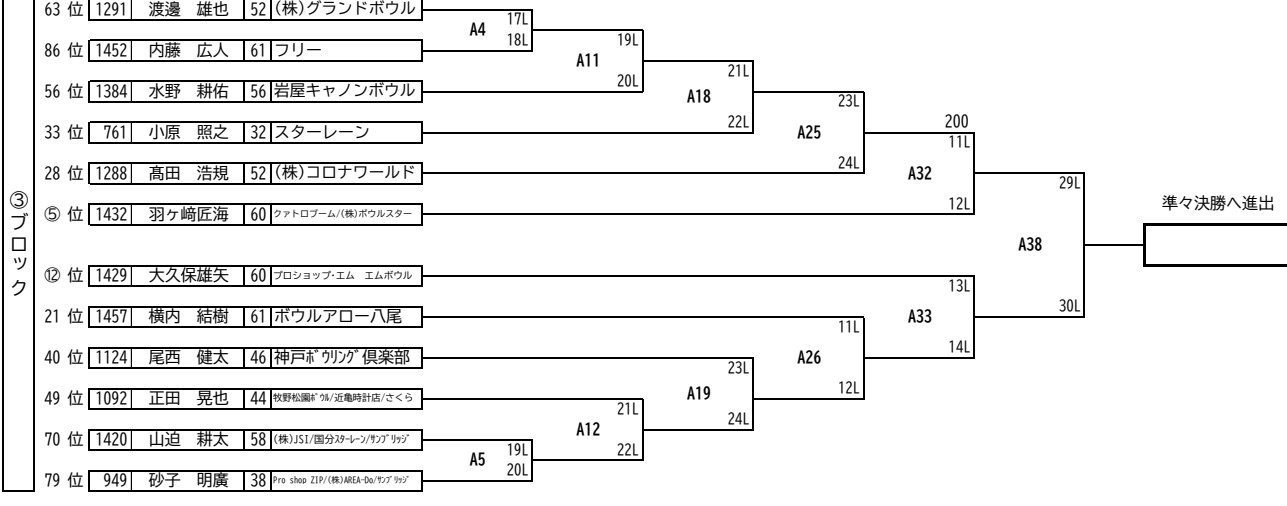 ③ブロック
63 位 1291 渡邊 雄也 52 (株)グランドボウル
17L
A4
18L
86 位 1452 内藤 広人 61 フリー
19L
A11
20L
56 位 1384 水野 耕佑 56 岩屋キャノンボウル
21L
A18
22L
33 位 761 小原 照之 32 スターレーン
23L
A25
24L
28 位 1288 髙田 浩規 52 (株)コロナワールド
200
11L
A32
12L
⑤ 位 1432 羽ヶ﨑匠海 60 クァトロブーム/(株)ボウルスター
29L
A38
30L
準々決勝へ進出
⑫ 位 1429 大久保雄矢 60 プロショップ・エム エムボウル
13L
A33
14L
21 位 1457 横内 結樹 61 ボウルアロー八尾
11L
A26
12L
40 位 1124 尾西 健太 46 神戸ﾎﾞｳﾘﾝｸﾞ倶楽部
23L
A19
24L
49 位 1092 正田 晃也 44 牧野松園ﾎﾞｳﾙ/近亀時計店/さくら
21L
A12
22L
70 位 1420 山迫 耕太 58 (株)JSI/国分ｽﾀｰﾚｰﾝ/ｻﾝﾌﾞﾘｯｼﾞ
19L
A5
20L
79 位 949 砂子 明廣 38 Pro shop ZIP/(株)AREA-Do/ｻﾝﾌﾞﾘｯｼﾞ